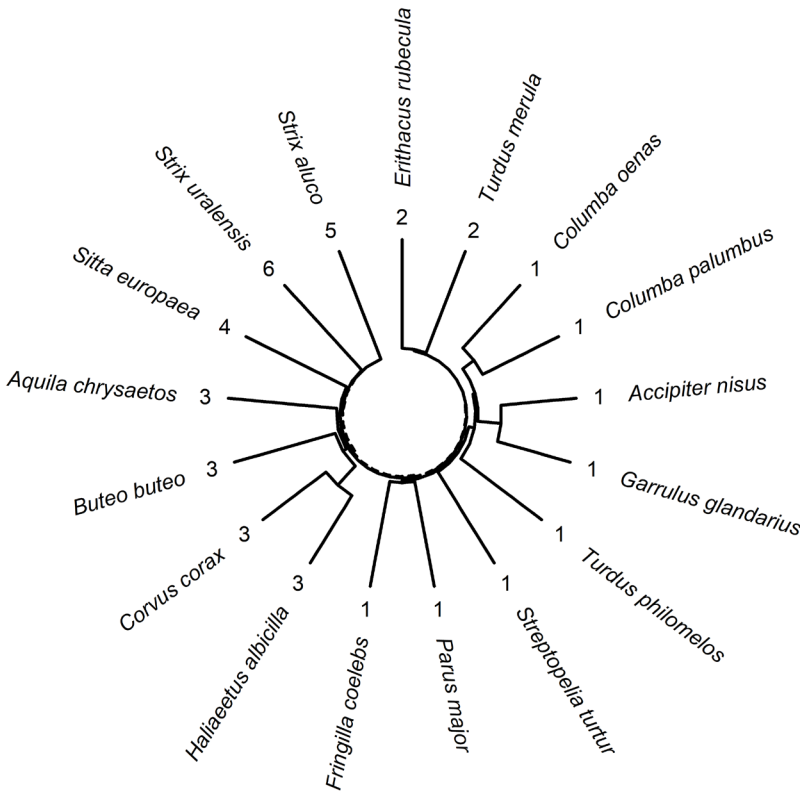 Erithacus rubecula
2
Turdus merula
2
Columba oenas
1
Columba palumbus
1
Accipiter nisus
1
Garrulus glandarius
1
Turdus philomelos
1
Streptopelia turtur
1
Parus major
1
Fringilla coelebs
1
Haliaeetus albicilla
3
Corvus corax
3
Buteo buteo
3
Aquila chrysaetos
3
Sitta europaea
4
Strix uralensis
6
Strix aluco
5